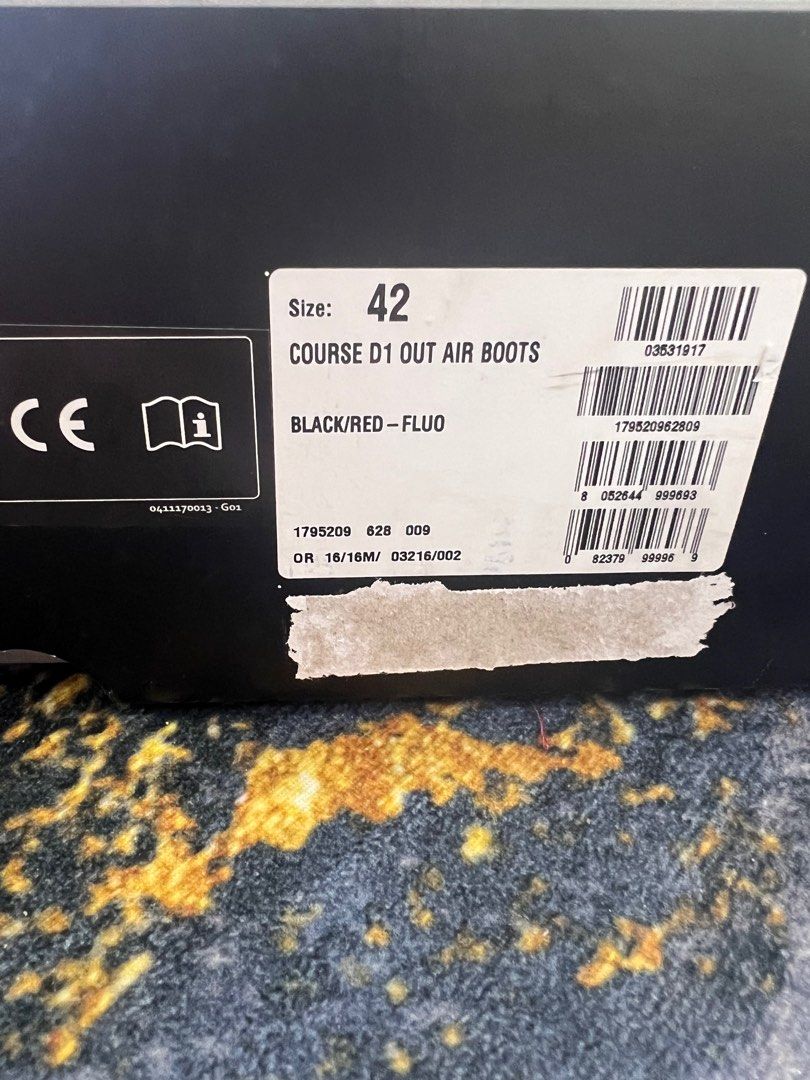 Size: 42
COURSE D1 OUT AIR BOOTS
BLACK/RED-FLUO
1795209 628 009
OR 16/16M/ 03216/002
03531917
179520962809
8 052644 999693
0 82379 99996 9
CE
i
0411170013 - G01